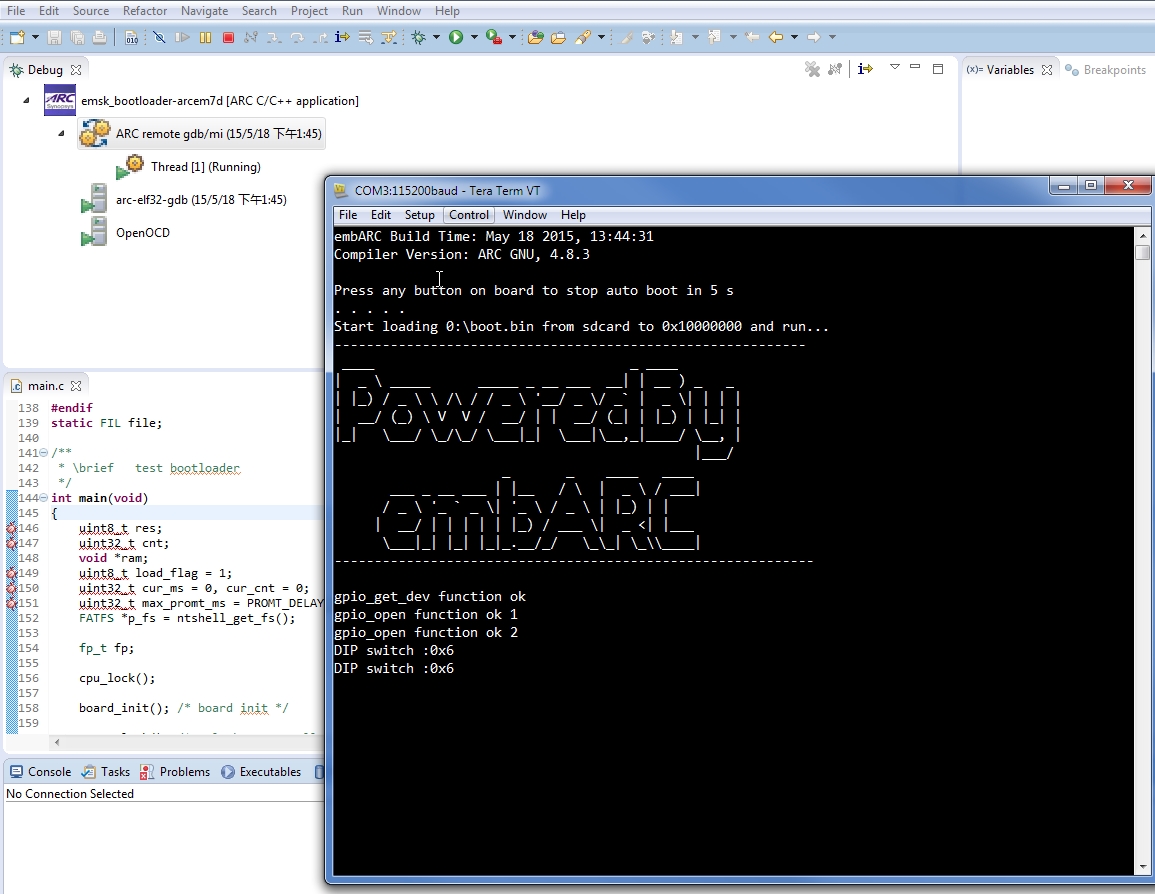 File Edit Source Refactor Navigate Search Project Run Window Help
Debug
(x)= Variables
Breakpoints
ARC
Synopsys
emsk_bootloader-arcem7d [ARC C/C++ application]
ARC remote gdb/mi (15/5/18 下午1:45)
Thread [1] (Running)
arc-elf32-gdb (15/5/18 下午1:45)
OpenOCD
main.c
138 #endif
139 static FIL file;
140
141 /**
142 * \brief test bootloader
143 */
144 int main(void)
145 {
146 uint8_t res;
147 uint32_t cnt;
148 void *ram;
149 uint8_t load_flag = 1;
150 uint32_t cur_ms = 0, cur_cnt = 0;
151 uint32_t max_promt_ms = PROMT_DELAY
152 FATFS *p_fs = ntshell_get_fs();
153
154 fp_t fp;
155
156 cpu_lock();
157
158 board_init(); /* board init */
159
Console Tasks Problems Executables
No Connection Selected
COM3:115200baud - Tera Term VT
File Edit Setup Control Window Help
embARC Build Time: May 18 2015, 13:44:31
Compiler Version: ARC GNU, 4.8.3
Press any button on board to stop auto boot in 5 s
. . . . .
Start loading 0:\boot.bin from sdcard to 0x10000000 and run...
-----------------------------------------------------------
PoweredBy
embARC
-----------------------------------------------------------
gpio_get_dev function ok
gpio_open function ok 1
gpio_open function ok 2
DIP switch :0x6
DIP switch :0x6